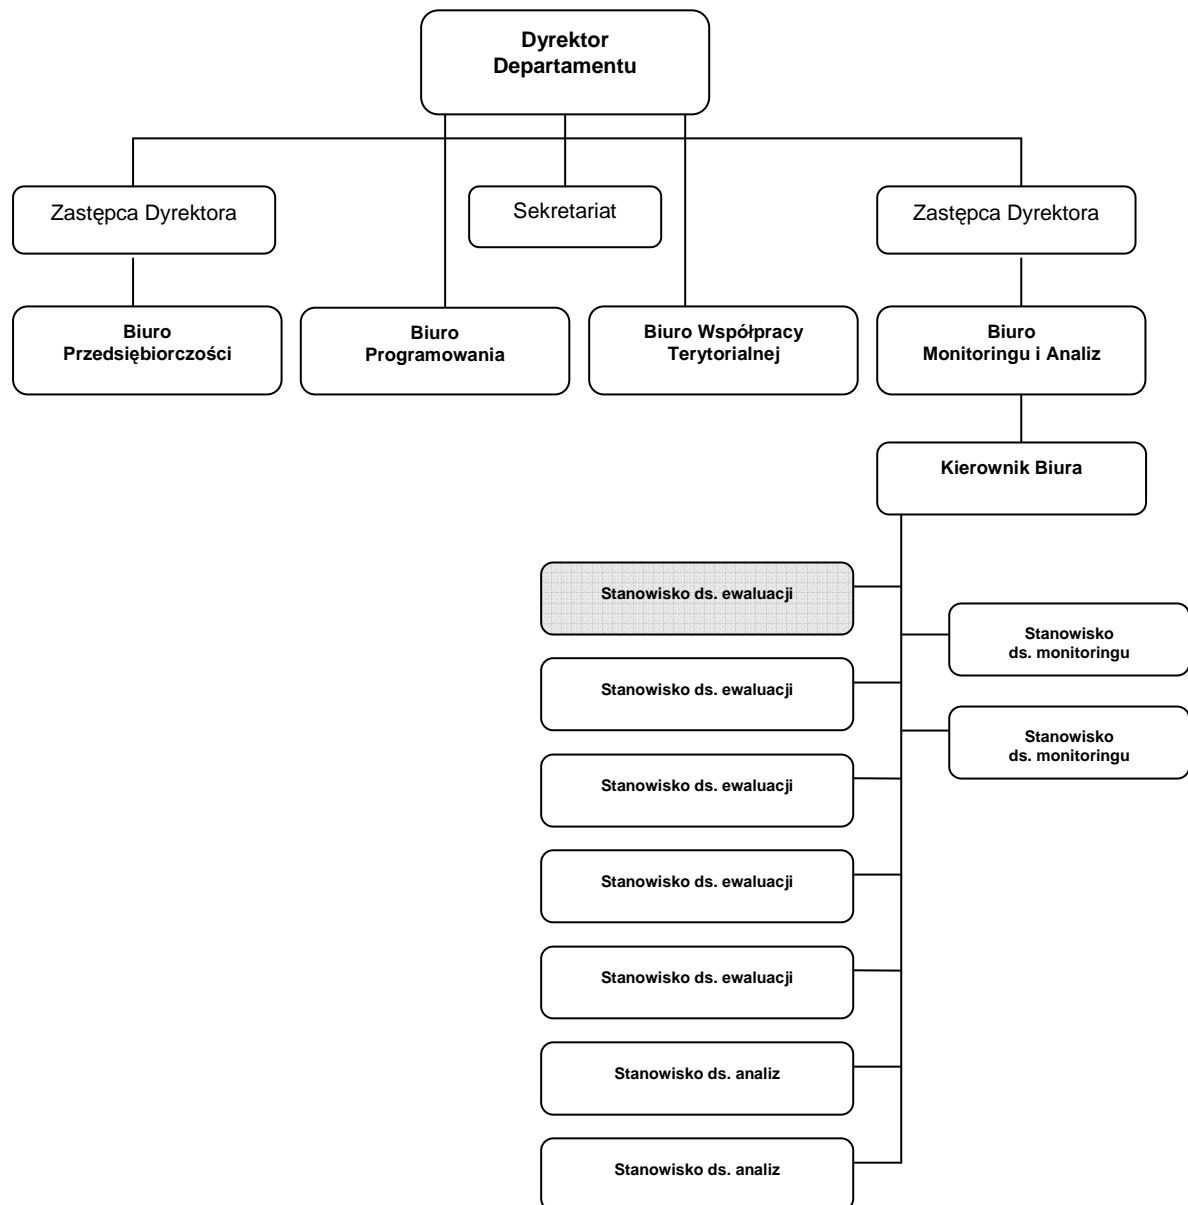 Dyrektor
Departamentu
Zastępca Dyrektora
Sekretariat
Zastępca Dyrektora
Biuro
Przedsiębiorczości
Biuro
Programowania
Biuro Współpracy
Terytorialnej
Biuro
Monitoringu i Analiz
Kierownik Biura
Stanowisko ds. ewaluacji
Stanowisko
ds. monitoringu
Stanowisko ds. ewaluacji
Stanowisko
ds. monitoringu
Stanowisko ds. ewaluacji
Stanowisko ds. ewaluacji
Stanowisko ds. ewaluacji
Stanowisko ds. analiz
Stanowisko ds. analiz